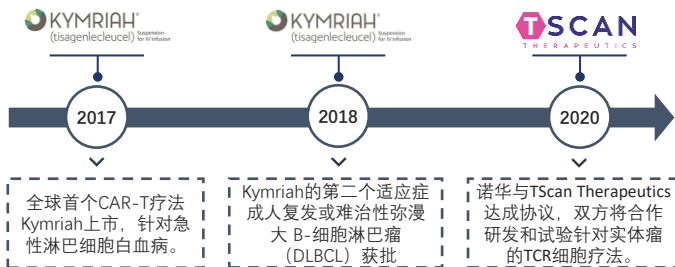 KYMRIAH®
(tisagenlecleucel) Suspension for IV infusion
KYMRIAH®
(tisagenlecleucel) Suspension for IV infusion
TSCAN
THERAPEUTICS
2017
2018
2020
全球首个CAR-T疗法
Kymriah上市，针对急
性淋巴细胞白血病。
Kymriah的第二个适应症
成人复发或难治性弥漫
大 B-细胞淋巴瘤
（DLBCL）获批
诺华与TScan Therapeutics
达成协议，双方将合作
研发和试验针对实体瘤
的TCR细胞疗法。